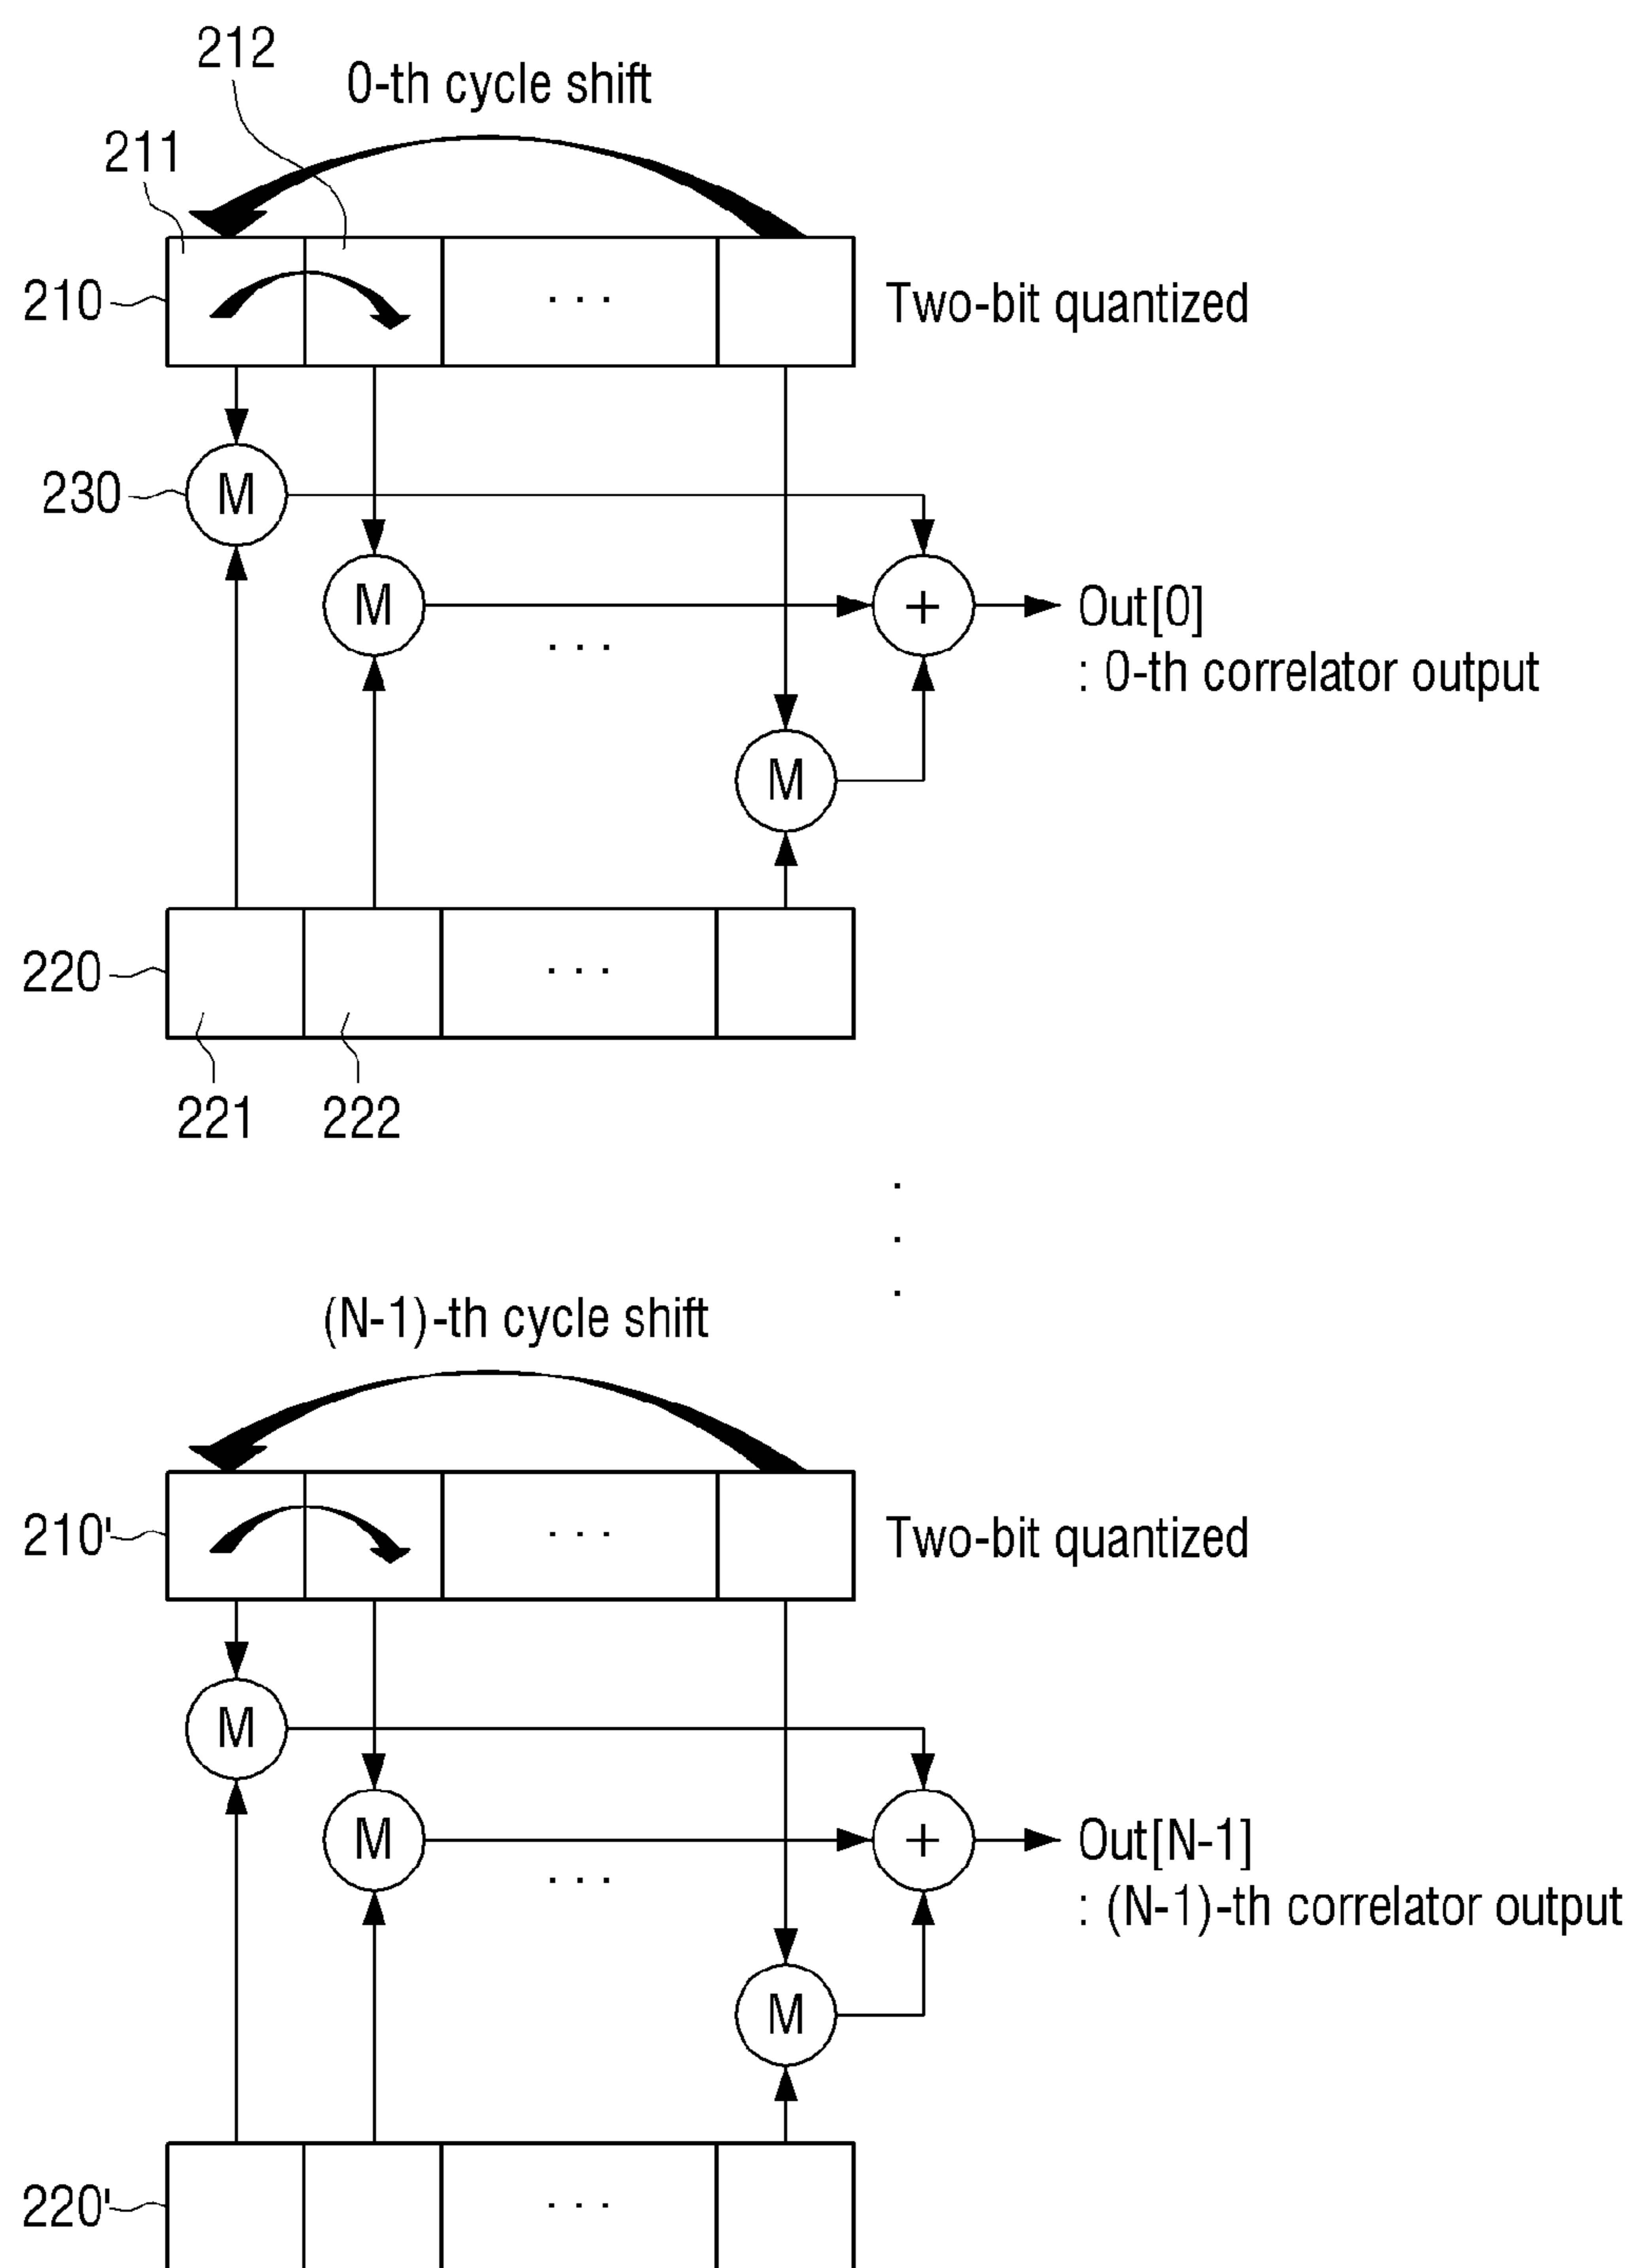 212
0-th cycle shift
211
210
. . .
Two-bit quantized
230
M
M
+
Out[0]
. . .
: 0-th correlator output
M
220
. . .
221
222
.
.
.
(N-1)-th cycle shift
210'
. . .
Two-bit quantized
M
M
+
Out[N-1]
. . .
: (N-1)-th correlator output
M
220'
. . .